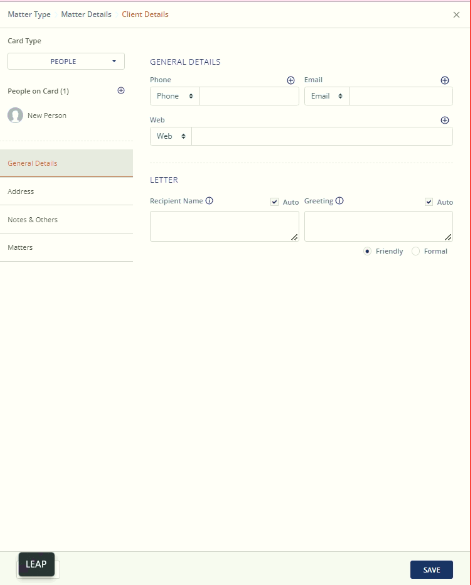 Matter Type Matter Details Client Details
Card Type
PEOPLE
People on Card (1)
New Person
General Details
Address
Notes & Others
Matters
GENERAL DETAILS
Phone Email
Phone Email
Web
Web
LETTER
Recipient Name Auto Greeting Auto
Friendly Formal
LEAP
SAVE